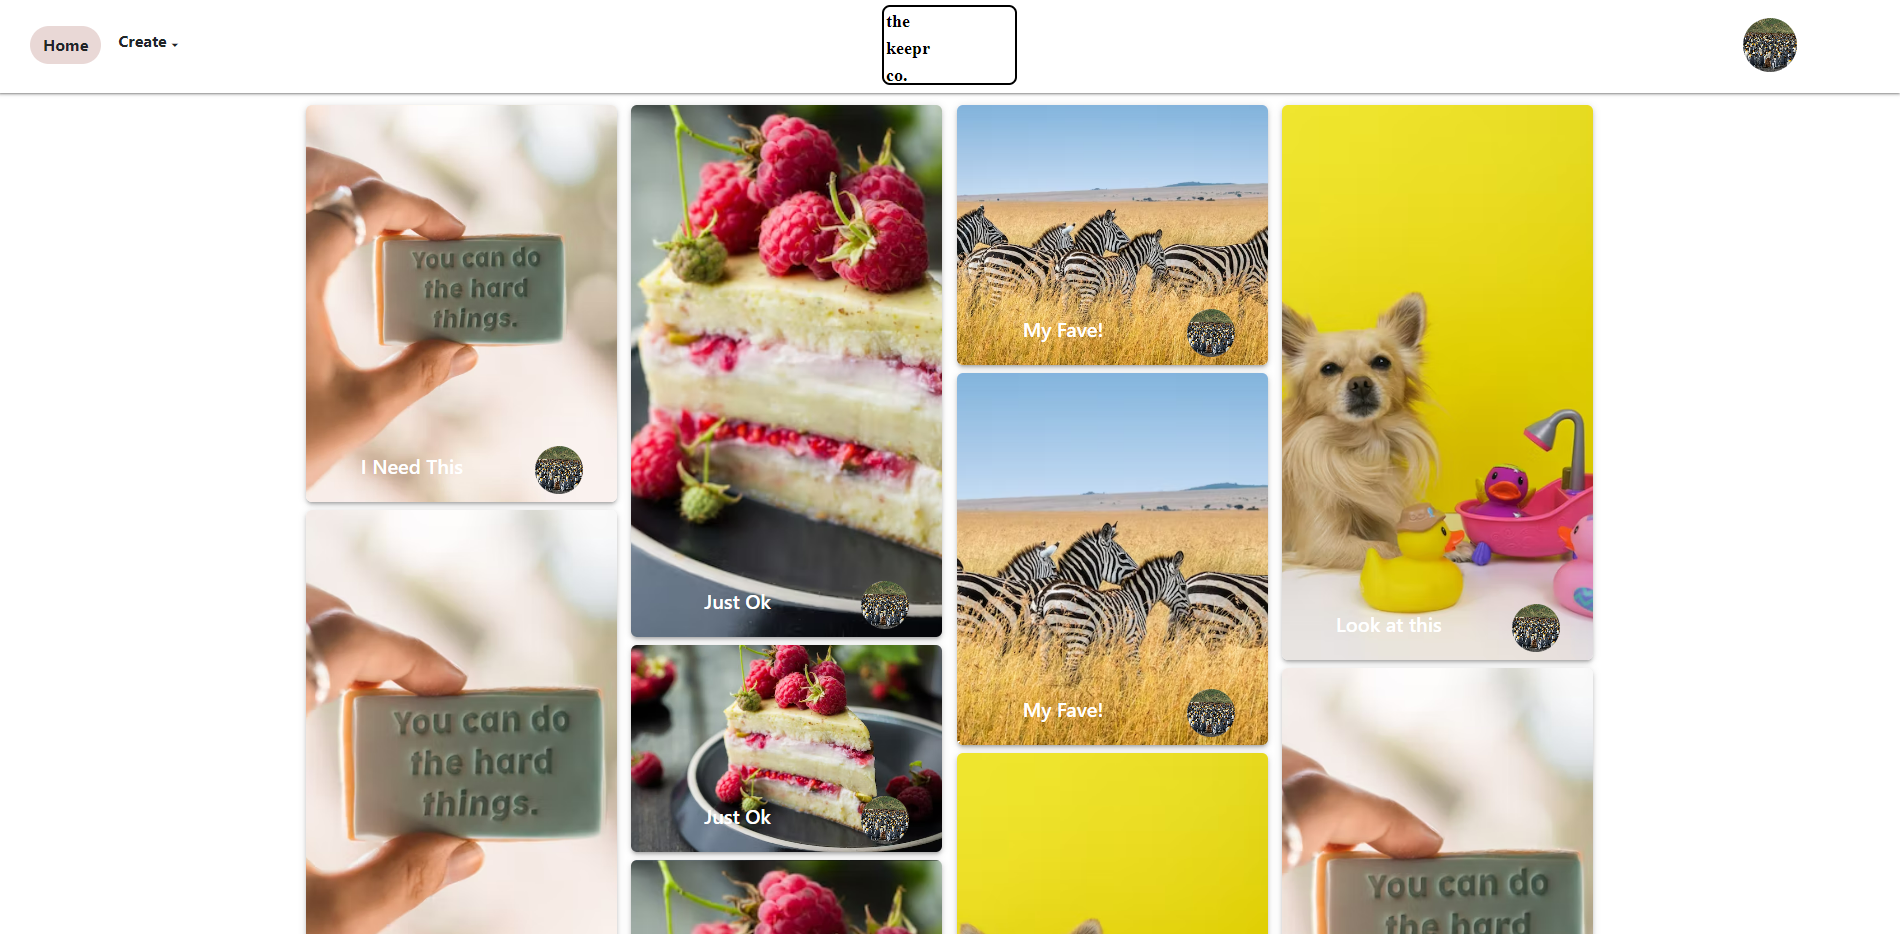 Home
Create
the
keepr
co.
You can do
the hard
things.
I Need This
Just Ok
My Fave!
Look at this
You can do
the hard
things.
Just Ok
My Fave!
You can do
the hard